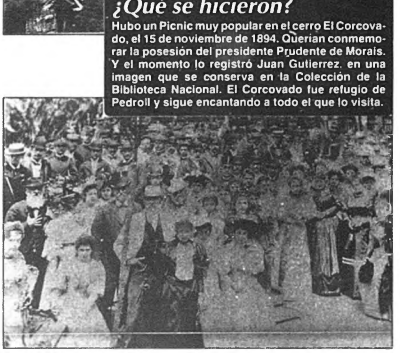 ¿Qué se hicieron?
Hubo un Picnic muy popular en el cerro El Corcova-
do, el 15 de noviembre de 1894. Querían conmemo-
rar la posesión del presidente Prudente de Morais.
Y el momento lo registró Juan Gutierrez, en una
imagen que se conserva en la Colección de la
Biblioteca Nacional. El Corcovado fue refugio de
Pedro II y sigue encantando a todo el que lo visita.